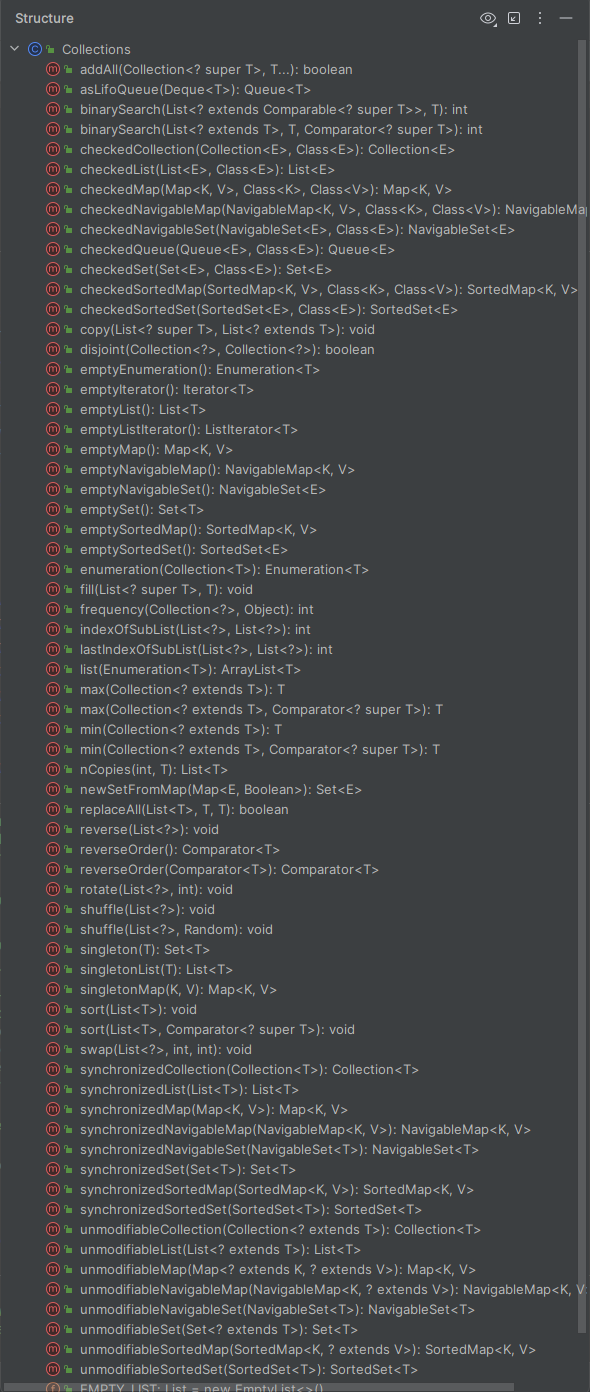 Structure
Collections
addAll(Collection<? super T>, T...): boolean
asLifoQueue(Deque<T>): Queue<T>
binarySearch(List<? extends Comparable<? super T>>, T): int
binarySearch(List<? extends T>, T, Comparator<? super T>): int
checkedCollection(Collection<E>, Class<E>): Collection<E>
checkedList(List<E>, Class<E>): List<E>
checkedMap(Map<K, V>, Class<K>, Class<V>): Map<K, V>
checkedNavigableMap(NavigableMap<K, V>, Class<K>, Class<V>): NavigableMap
checkedNavigableSet(NavigableSet<E>, Class<E>): NavigableSet<E>
checkedQueue(Queue<E>, Class<E>): Queue<E>
checkedSet(Set<E>, Class<E>): Set<E>
checkedSortedMap(SortedMap<K, V>, Class<K>, Class<V>): SortedMap<K, V>
checkedSortedSet(SortedSet<E>, Class<E>): SortedSet<E>
copy(List<? super T>, List<? extends T>): void
disjoint(Collection<?>, Collection<?>): boolean
emptyEnumeration(): Enumeration<T>
emptyIterator(): Iterator<T>
emptyList(): List<T>
emptyListIterator(): ListIterator<T>
emptyMap(): Map<K, V>
emptyNavigableMap(): NavigableMap<K, V>
emptyNavigableSet(): NavigableSet<E>
emptySet(): Set<T>
emptySortedMap(): SortedMap<K, V>
emptySortedSet(): SortedSet<E>
enumeration(Collection<T>): Enumeration<T>
fill(List<? super T>, T): void
frequency(Collection<?>, Object): int
indexOfSubList(List<?>, List<?>): int
lastIndexOfSubList(List<?>, List<?>): int
list(Enumeration<T>): ArrayList<T>
max(Collection<? extends T>): T
max(Collection<? extends T>, Comparator<? super T>): T
min(Collection<? extends T>): T
min(Collection<? extends T>, Comparator<? super T>): T
nCopies(int, T): List<T>
newSetFromMap(Map<E, Boolean>): Set<E>
replaceAll(List<T>, T, T): boolean
reverse(List<?>): void
reverseOrder(): Comparator<T>
reverseOrder(Comparator<T>): Comparator<T>
rotate(List<?>, int): void
shuffle(List<?>): void
shuffle(List<?>, Random): void
singleton(T): Set<T>
singletonList(T): List<T>
singletonMap(K, V): Map<K, V>
sort(List<T>): void
sort(List<T>, Comparator<? super T>): void
swap(List<?>, int, int): void
synchronizedCollection(Collection<T>): Collection<T>
synchronizedList(List<T>): List<T>
synchronizedMap(Map<K, V>): Map<K, V>
synchronizedNavigableMap(NavigableMap<K, V>): NavigableMap<K, V>
synchronizedNavigableSet(NavigableSet<T>): NavigableSet<T>
synchronizedSet(Set<T>): Set<T>
synchronizedSortedMap(SortedMap<K, V>): SortedMap<K, V>
synchronizedSortedSet(SortedSet<T>): SortedSet<T>
unmodifiableCollection(Collection<? extends T>): Collection<T>
unmodifiableList(List<? extends T>): List<T>
unmodifiableMap(Map<? extends K, ? extends V>): Map<K, V>
unmodifiableNavigableMap(NavigableMap<K, ? extends V>): NavigableMap<K, V
unmodifiableNavigableSet(NavigableSet<T>): NavigableSet<T>
unmodifiableSet(Set<? extends T>): Set<T>
unmodifiableSortedMap(SortedMap<K, ? extends V>): SortedMap<K, V>
unmodifiableSortedSet(SortedSet<T>): SortedSet<T>
EMPTY_LIST: List = new EmptyList<>()